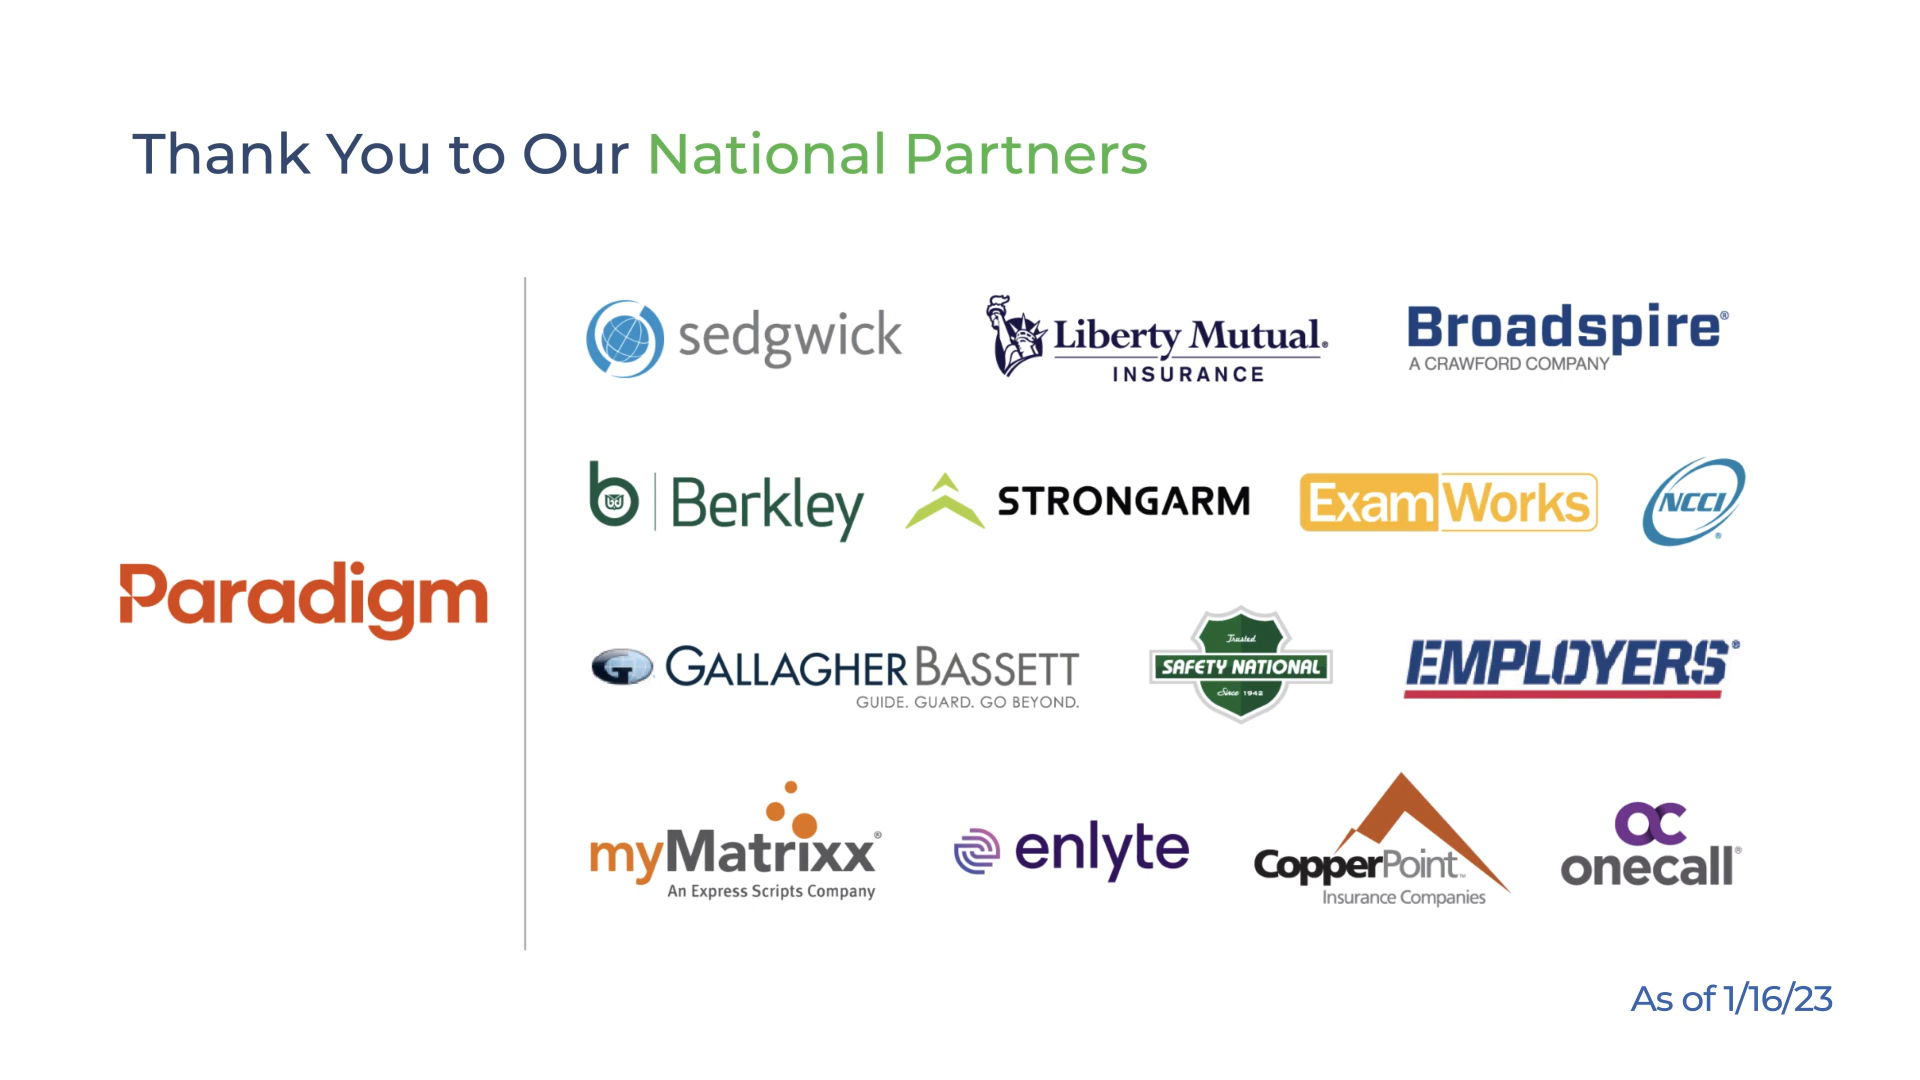 Thank You to Our National Partners
Paradigm
sedgwick
Liberty Mutual.
INSURANCE
Broadspire®
A CRAWFORD COMPANY
b Berkley
STRONGARM
ExamWorks
NCCI®
G GALLAGHER BASSETT
GUIDE. GUARD. GO BEYOND.
Trusted
SAFETY NATIONAL
Since 1942
EMPLOYERS®
myMatrixx®
An Express Scripts Company
enlyte
CopperPoint™
Insurance Companies
oc
onecall®
As of 1/16/23